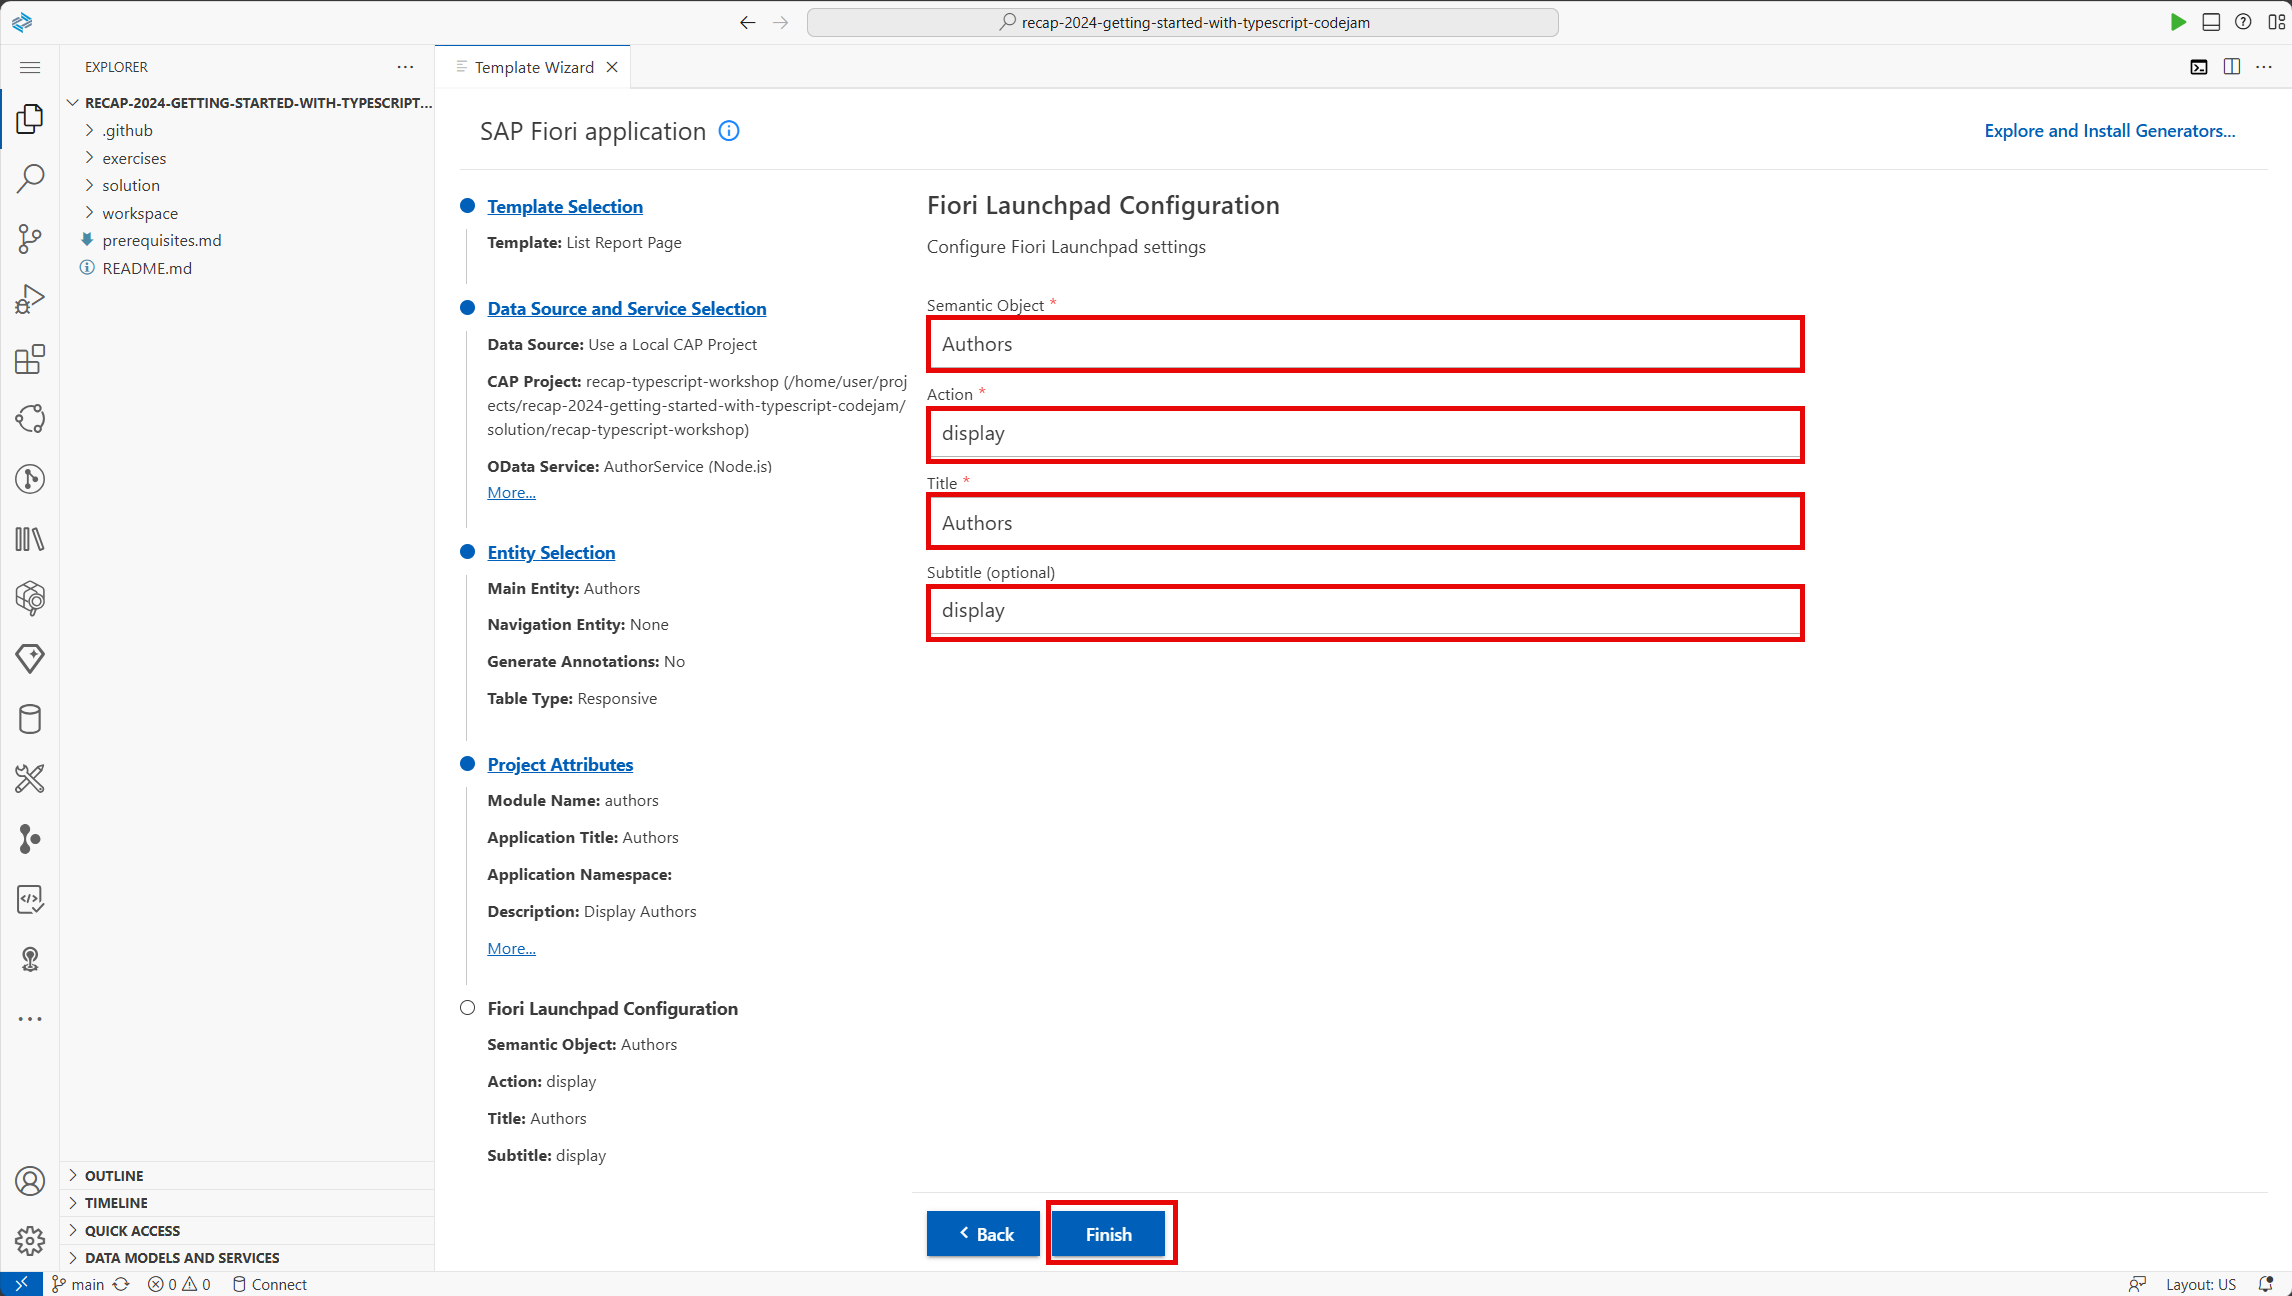 recap-2024-getting-started-with-typescript-codejam
EXPLORER
Template Wizard
RECAP-2024-GETTING-STARTED-WITH-TYPESCRIPT...
.github
exercises
solution
workspace
prerequisites.md
README.md
OUTLINE
TIMELINE
QUICK ACCESS
DATA MODELS AND SERVICES
SAP Fiori application
Explore and Install Generators...
Template Selection
Template: List Report Page
Data Source and Service Selection
Data Source: Use a Local CAP Project
CAP Project: recap-typescript-workshop (/home/user/proj
ects/recap-2024-getting-started-with-typescript-codejam/
solution/recap-typescript-workshop)
OData Service: AuthorService (Node.js)
More...
Entity Selection
Main Entity: Authors
Navigation Entity: None
Generate Annotations: No
Table Type: Responsive
Project Attributes
Module Name: authors
Application Title: Authors
Application Namespace:
Description: Display Authors
More...
Fiori Launchpad Configuration
Semantic Object: Authors
Action: display
Title: Authors
Subtitle: display
Fiori Launchpad Configuration
Configure Fiori Launchpad settings
Semantic Object *
Authors
Action *
display
Title *
Authors
Subtitle (optional)
display
Back
Finish
main
0
0
Connect
Layout: US